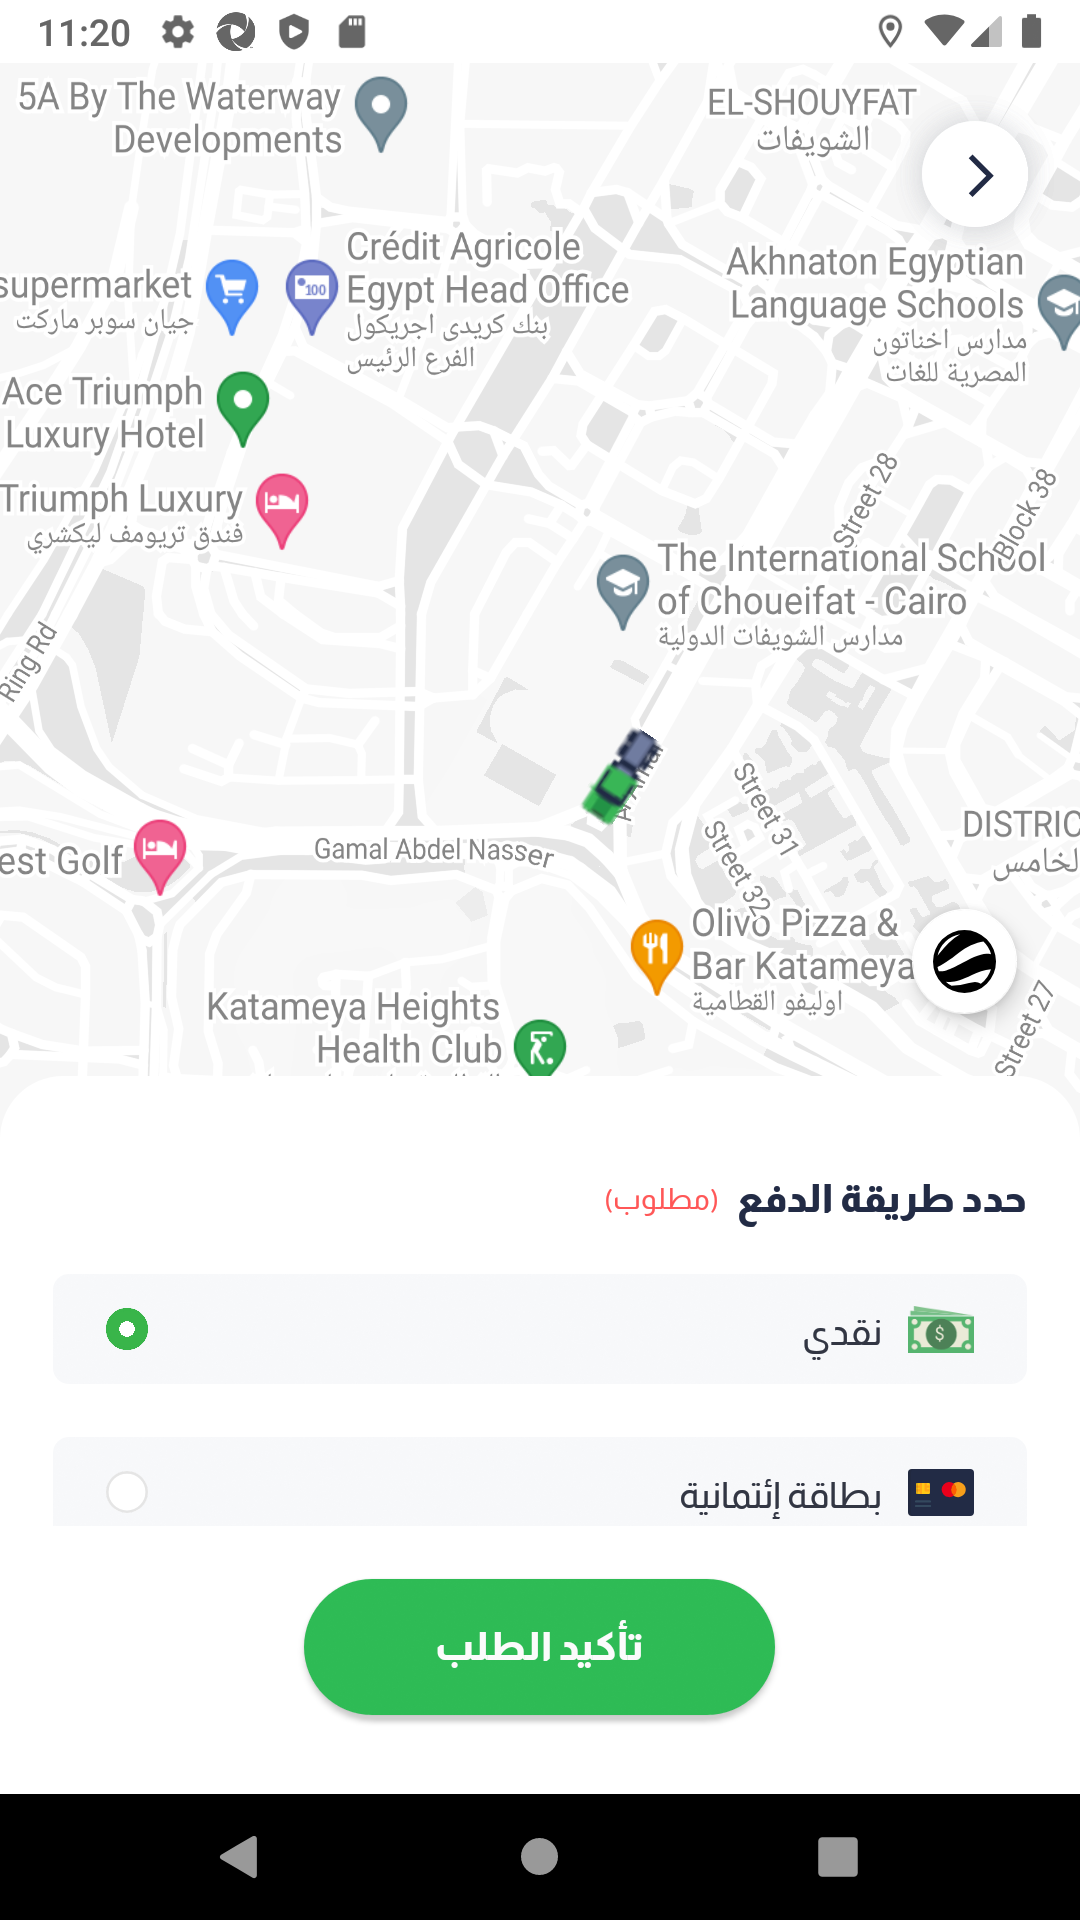 11:20
5A By The Waterway
Developments
EL-SHOUYFAT
الشويفات
Crédit Agricole
Egypt Head Office
بنك كريدى اجريكول
الفرع الرئيس
100
supermarket
جيان سوبر ماركت
Akhnaton Egyptian
Language Schools
مدارس اخناتون
المصرية للغات
Ace Triumph
Luxury Hotel
Triumph Luxury
فندق تريومف ليكشري
Street 28
Block 38
The International School
of Choueifat - Cairo
مدارس الشويفات الدولية
Ring Rd
Street 31
Street 32
Gamal Abdel Nasser
est Golf
DISTRIC
لخامس
Olivo Pizza &
Bar Katameya
اوليفو القطامية
Street 27
Katameya Heights
Health Club
حدد طريقة الدفع (مطلوب)
نقدي
بطاقة إئتمانية
تأكيد الطلب